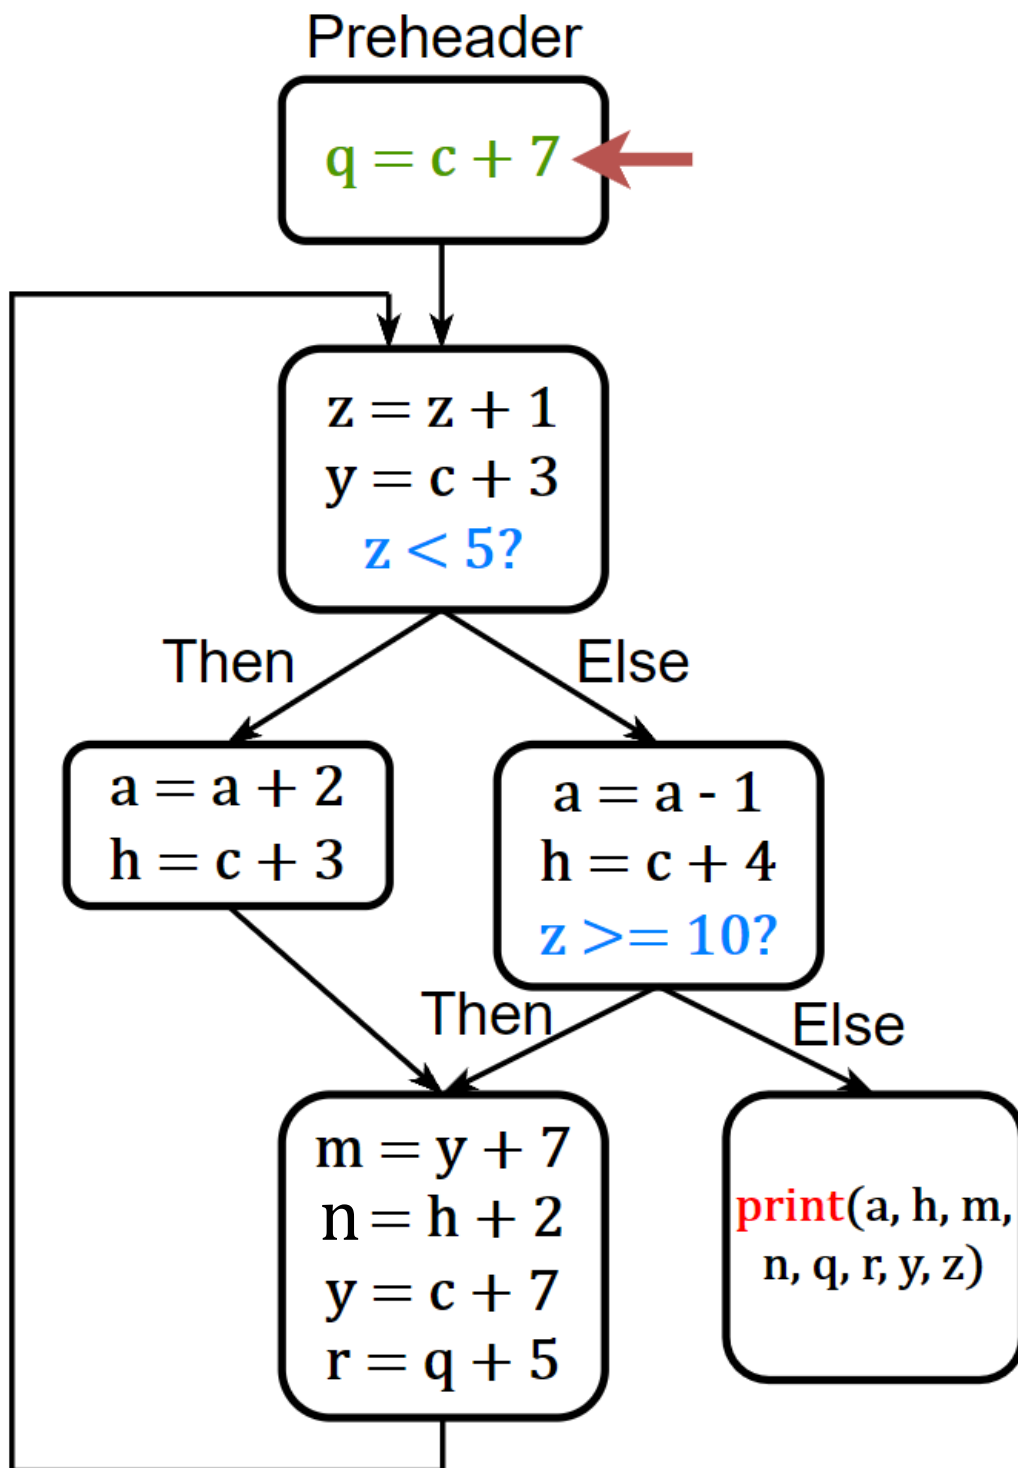 Preheader
q = c + 7
z = z + 1
y = c + 3
z < 5?
Then
Else
a = a + 2
h = c + 3
a = a - 1
h = c + 4
z >= 10?
Then
Else
m = y + 7
n = h + 2
y = c + 7
r = q + 5
print(a, h, m,
n, q, r, y, z)